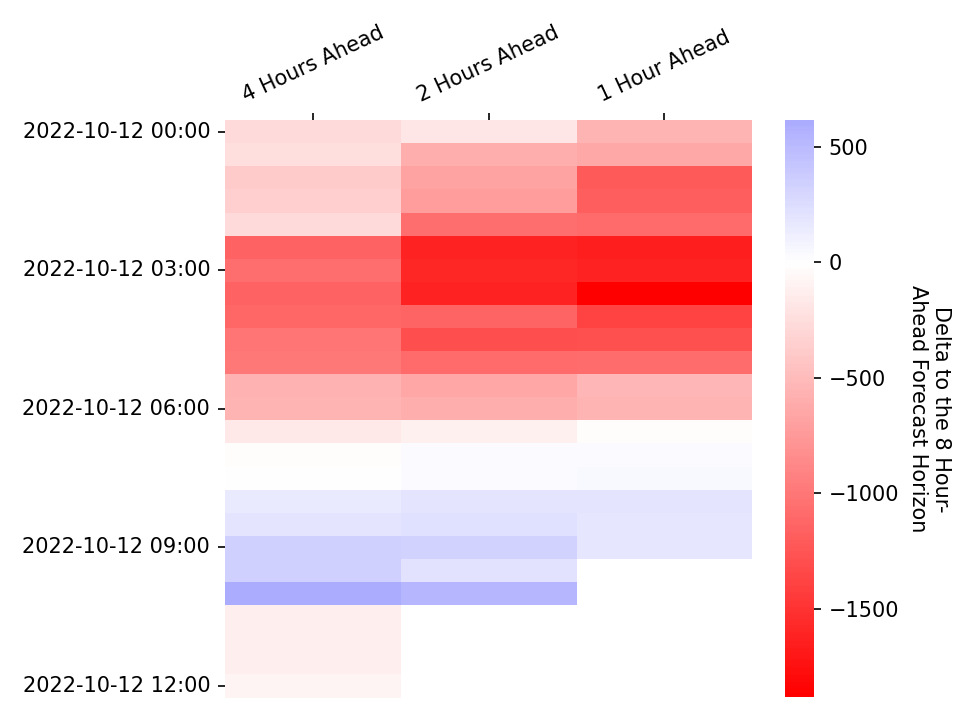 4 Hours Ahead
2 Hours Ahead
1 Hour Ahead
2022-10-12 00:00
2022-10-12 03:00
2022-10-12 06:00
2022-10-12 09:00
2022-10-12 12:00
500
0
−500
−1000
−1500
Delta to the 8 Hour-
Ahead Forecast Horizon